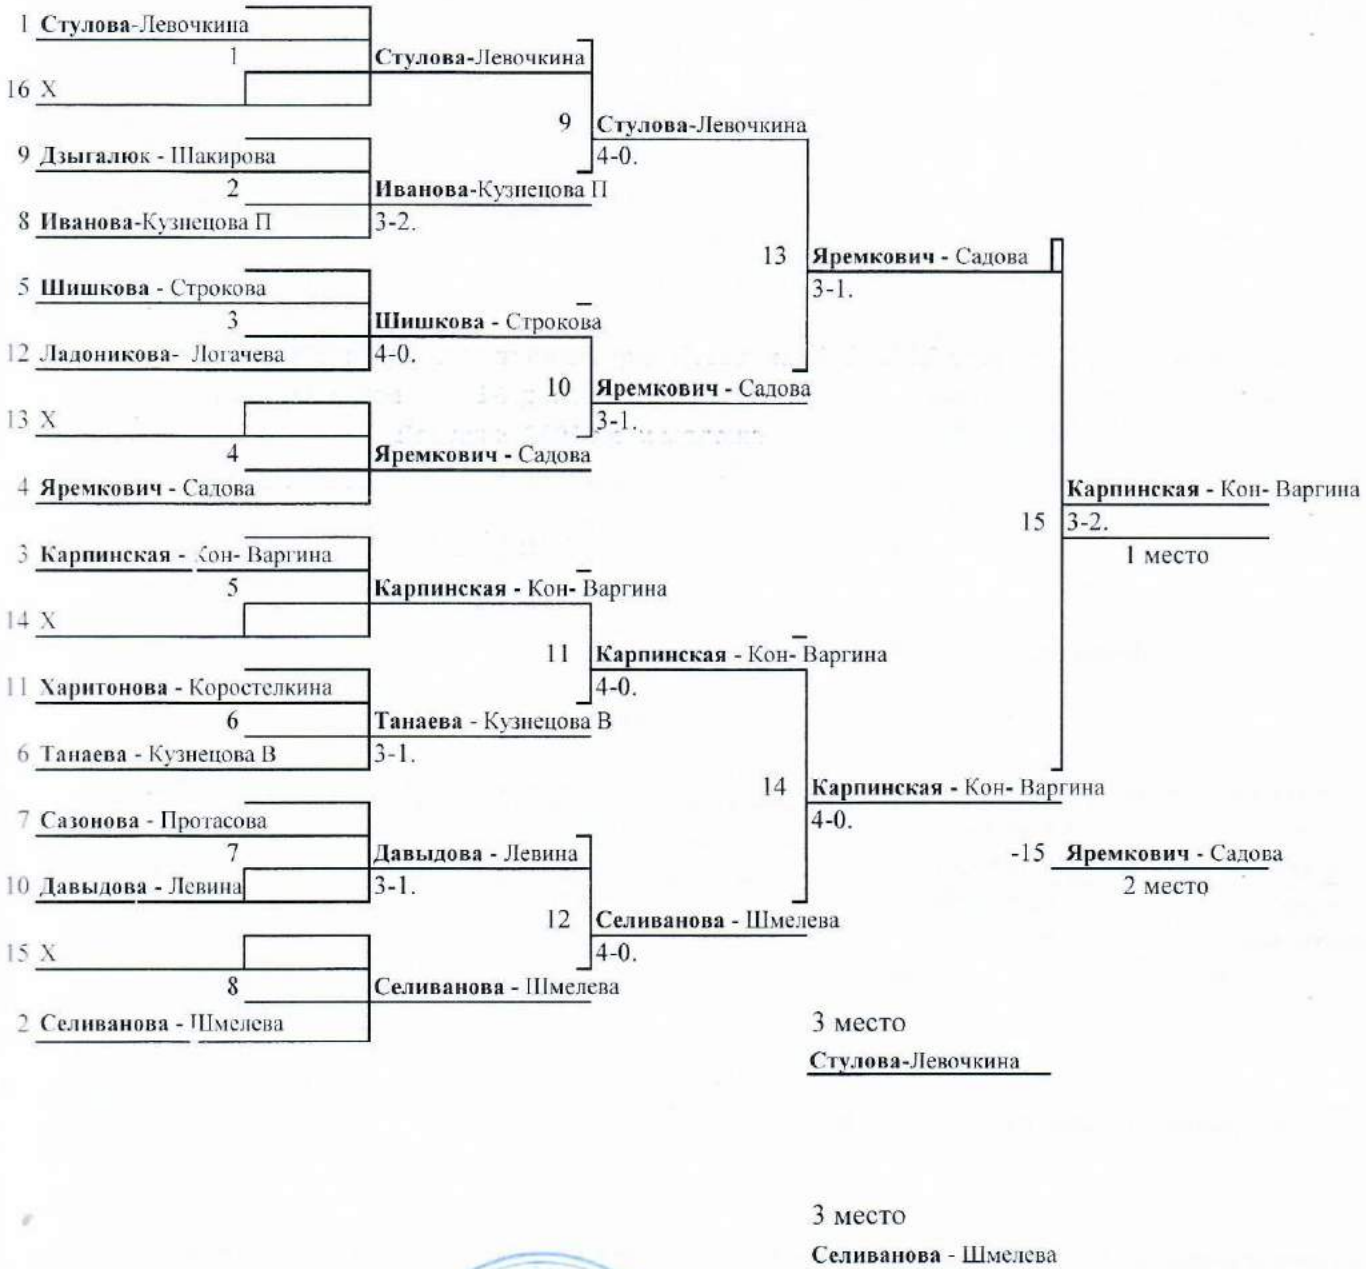 1 Стулова-Левочкина
1 Стулова-Левочкина
16 X
9 Стулова-Левочкина
9 Дзыгалюк - Шакирова
4-0.
2 Иванова-Кузнецова П
8 Иванова-Кузнецова П 3-2.
13 Яремкович - Садова
5 Шишкова - Строкова
3-1.
3 Шишкова - Строкова
12 Ладоникова- Логачева 4-0.
10 Яремкович - Садова
13 X
3-1.
4 Яремкович - Садова
4 Яремкович - Садова
Карпинская - Кон- Варгина
15 3-2.
3 Карпинская - Кон- Варгина
1 место
5 Карпинская - Кон- Варгина
14 X
11 Карпинская - Кон- Варгина
11 Харитонова - Коростелкина
4-0.
6 Танаева - Кузнецова В
6 Танаева - Кузнецова В 3-1.
14 Карпинская - Кон- Варгина
7 Сазонова - Протасова
4-0.
7 Давыдова - Левина
-15 Яремкович - Садова
10 Давыдова - Левина 3-1.
2 место
12 Селиванова - Шмелева
15 X
4-0.
8 Селиванова - Шмелева
2 Селиванова - Шмелева
3 место
Стулова-Левочкина
3 место
Селиванова - Шмелева